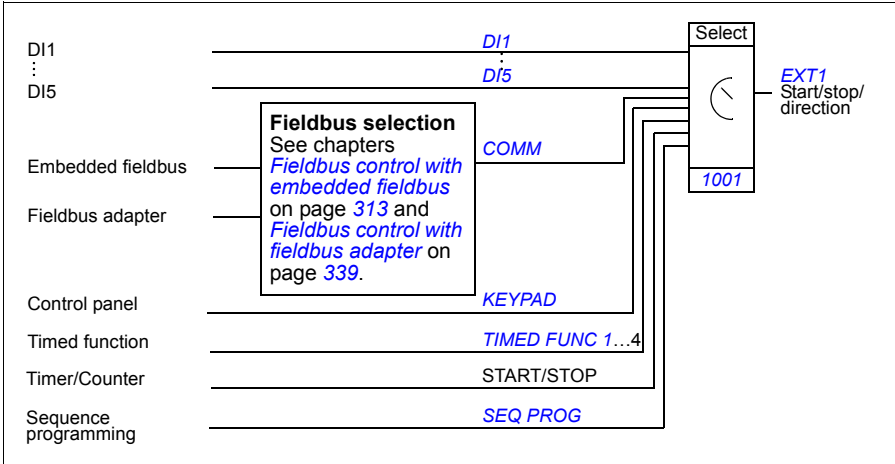 DI1
DI5
Embedded fieldbus
Fieldbus adapter
Control panel
Timed function
Timer/Counter
Sequence
programming
Fieldbus selection
See chapters
Fieldbus control with
embedded fieldbus
on page 313 and
Fieldbus control with
fieldbus adapter on
page 339.
DI1
DI5
COMM
KEYPAD
TIMED FUNC 1…4
START/STOP
SEQ PROG
Select
1001
EXT1
Start/stop/
direction